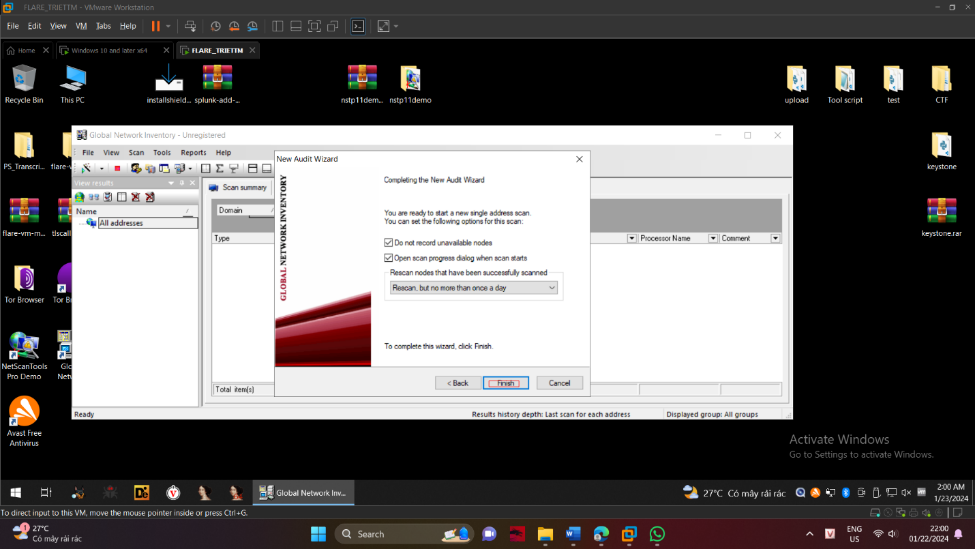 FLARE_TRIETTM - VMware Workstation
File Edit View VM Tabs Help
Home
Windows 10 and later x64
FLARE_TRIETTM
Recycle Bin
This PC
installshield...
splunk-add-...
nstp11dem...
nstp11demo
upload
Tool script
test
CTF
PS_Transcri...
flare-v
keystone
flare-vm-m...
tlscall
keystone.rar
Tor Browser
Tor B
NetScanTools
Pro Demo
Glo
Netw
Avast Free
Antivirus
Global Network Inventory - Unregistered
File View Scan Tools Reports Help
View results
Name
All addresses
Scan summary
Domain
Type
Processor Name
Comment
Total item(s)
Ready
Results history depth: Last scan for each address
Displayed group: All groups
New Audit Wizard
GLOBAL NETWORK INVENTORY
Completing the New Audit Wizard
You are ready to start a new single address scan.
You can set the following options for this scan:
Do not record unavailable nodes
Open scan progress dialog when scan starts
Rescan nodes that have been successfully scanned
Rescan, but no more than once a day
To complete this wizard, click Finish.
< Back
Finish
Cancel
Activate Windows
Go to Settings to activate Windows.
Global Network Inv...
27°C Có mây rải rác
2:00 AM
1/23/2024
To direct input to this VM, move the mouse pointer inside or press Ctrl+G.
27°C
Có mây rải rác
Search
ENG
US
22:00
01/22/2024